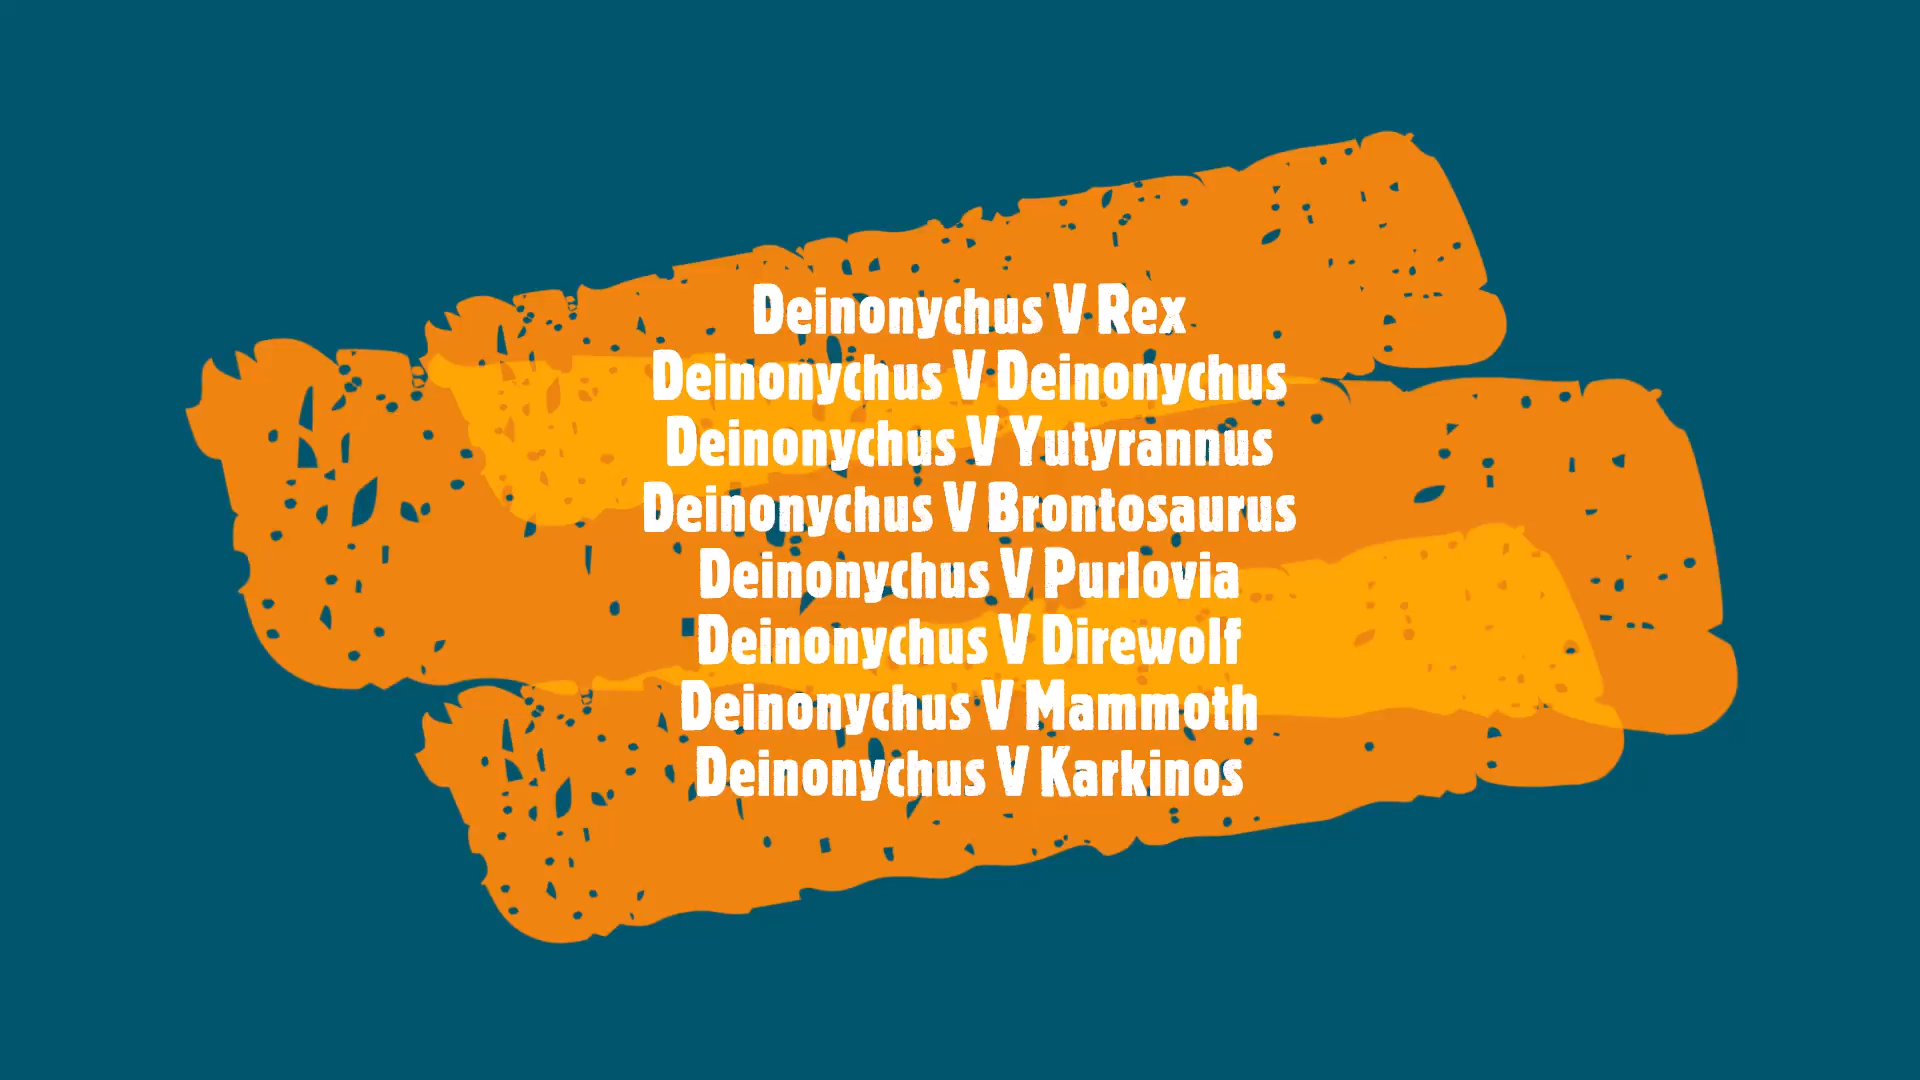 Deinonychus V Rex
Deinonychus V Deinonychus
Deinonychus V Yutyrannus
Deinonychus V Brontosaurus
Deinonychus V Purlovia
Deinonychus V Direwolf
Deinonychus V Mammoth
Deinonychus V Karkinos